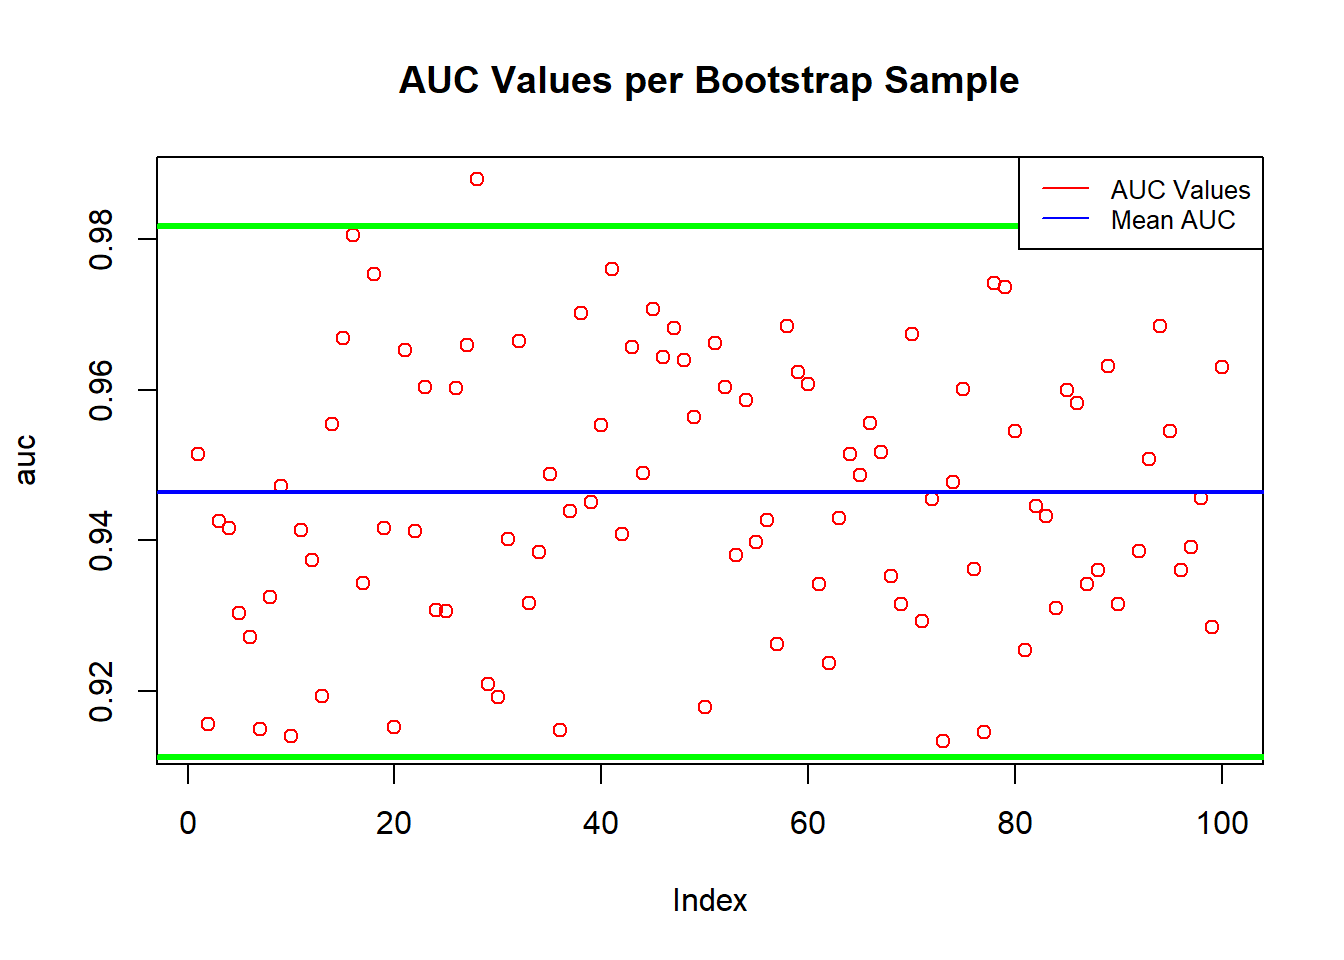 AUC Values per Bootstrap Sample
AUC Values
Mean AUC
auc
0.98
0.96
0.94
0.92
0 20 40 60 80 100
Index